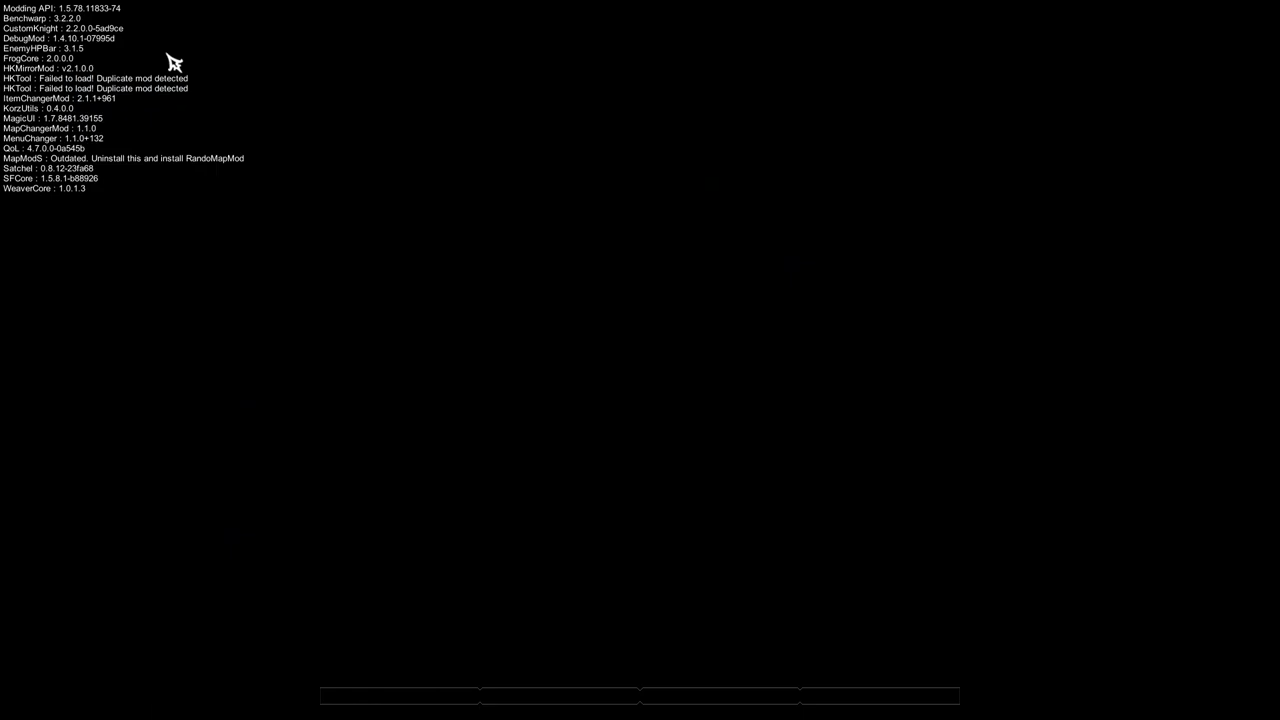 Modding API: 1.5.78.11833-74
Benchwarp : 3.2.2.0
CustomKnight : 2.2.0.0-5ad9ce
DebugMod : 1.4.10.1-07995d
EnemyHPBar : 3.1.5
FrogCore : 2.0.0.0
HKMirrorMod : v2.1.0.0
HKTool : Failed to load! Duplicate mod detected
HKTool : Failed to load! Duplicate mod detected
ItemChangerMod : 2.1.1+961
KorzUtils : 0.4.0.0
MagicUI : 1.7.8481.39155
MapChangerMod : 1.1.0
MenuChanger : 1.1.0+132
QoL : 4.7.0.0-0a545b
MapModS : Outdated. Uninstall this and install RandoMapMod
Satchel : 0.8.12-23fa68
SFCore : 1.5.8.1-b88926
WeaverCore : 1.0.1.3